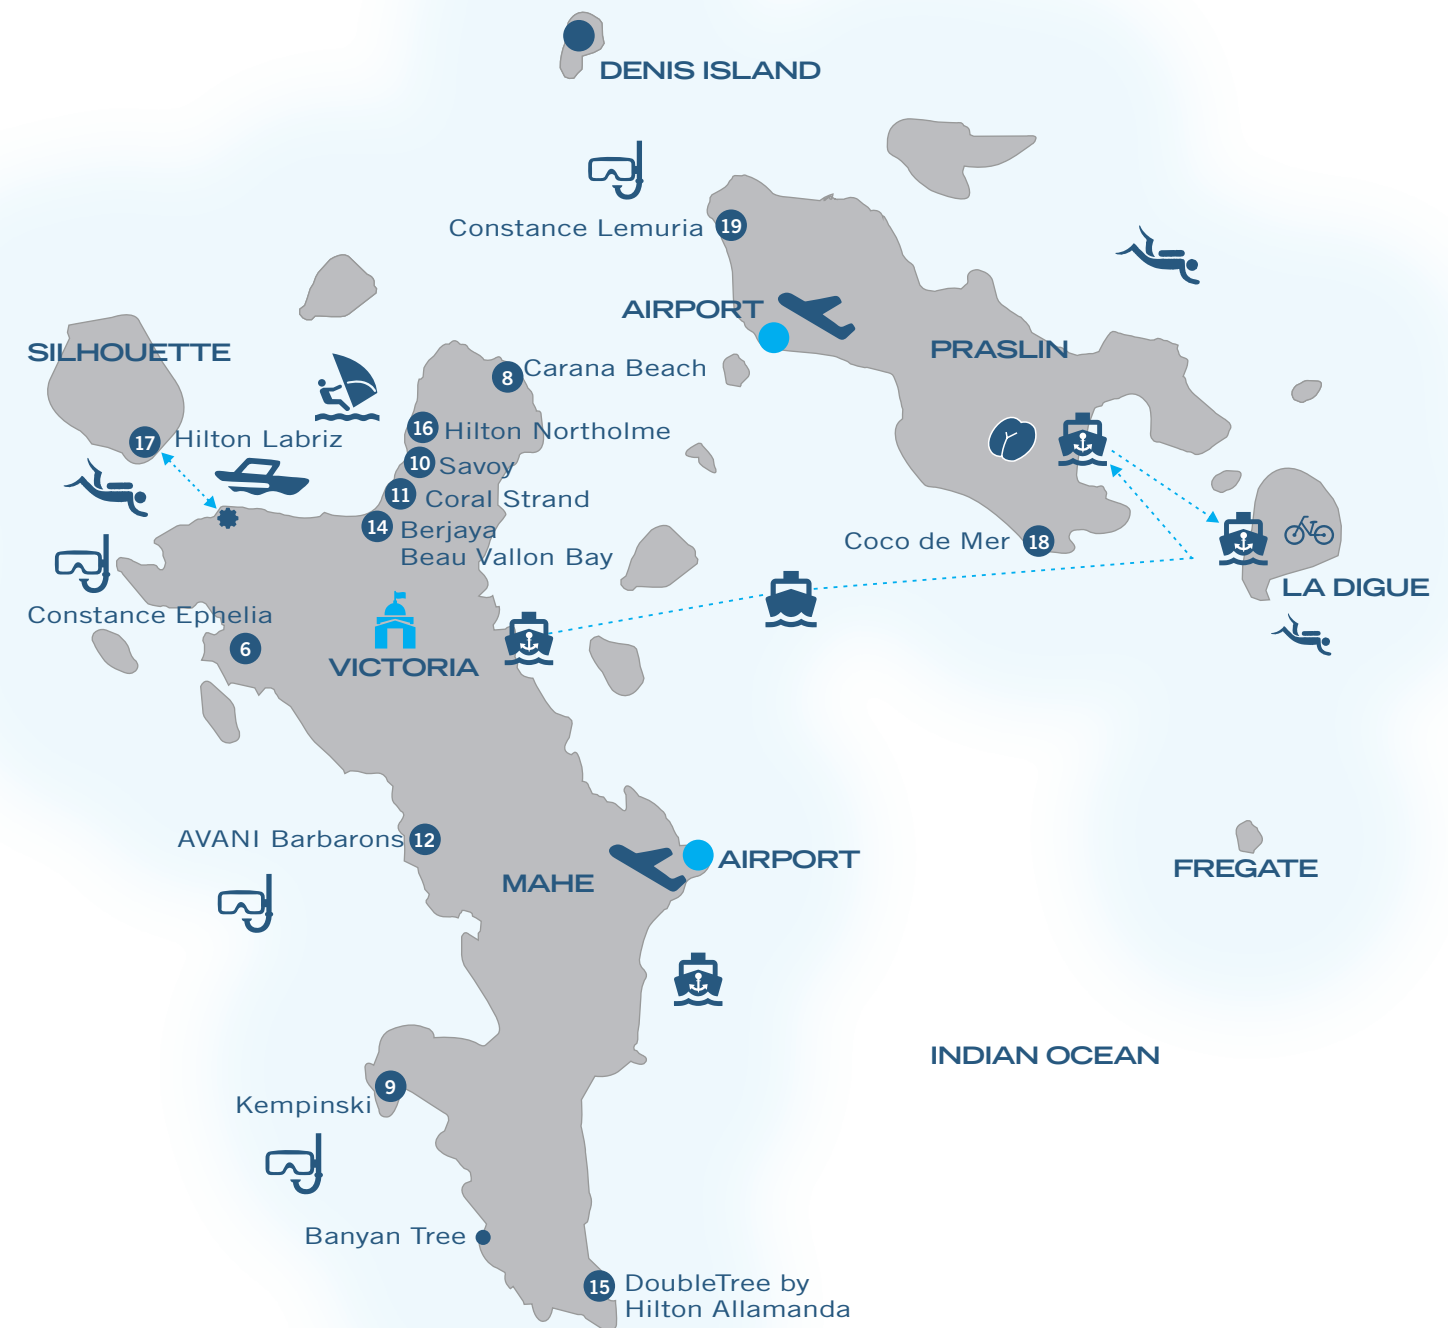 DENIS ISLAND
Constance Lemuria
19
AIRPORT
PRASLIN
SILHOUETTE
8
Carana Beach
17
Hilton Labriz
16
Hilton Northolme
10
Savoy
11
Coral Strand
14
Berjaya
Beau Vallon Bay
Coco de Mer
18
LA DIGUE
Constance Ephelia
6
VICTORIA
AVANI Barbarons
12
MAHE
AIRPORT
FREGATE
INDIAN OCEAN
9
Kempinski
Banyan Tree
15
DoubleTree by
Hilton Allamanda